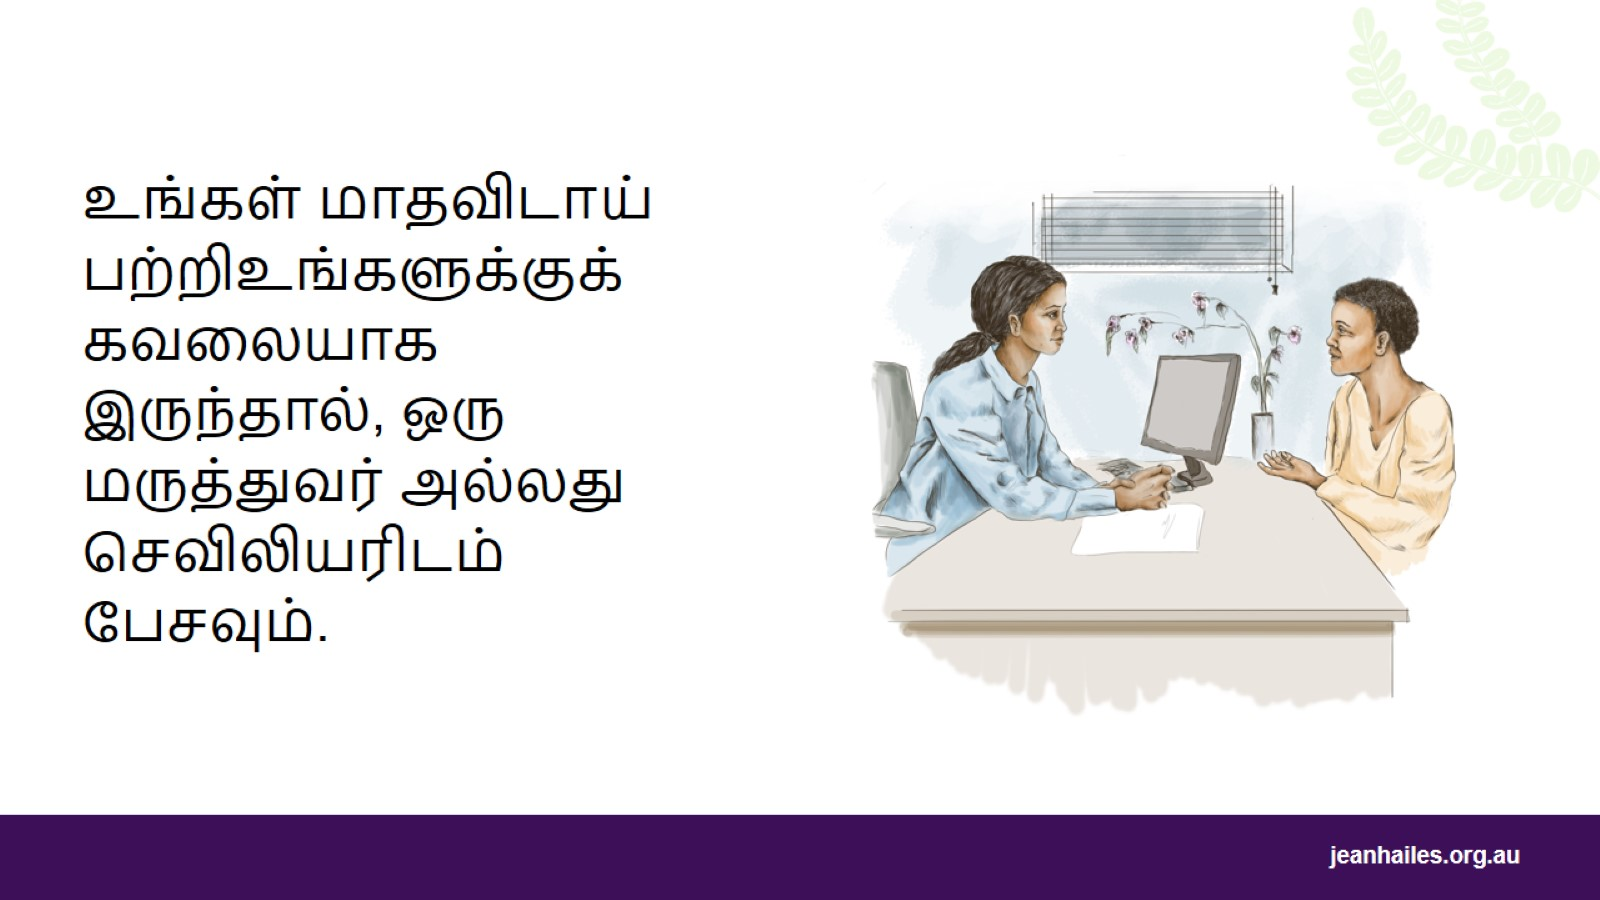 உங்கள் மாதவிடாய்
பற்றிஉங்களுக்குக்
கவலையாக
இருந்தால், ஒரு
மருத்துவர் அல்லது
செவிலியரிடம்
பேசவும்.
jeanhailes.org.au